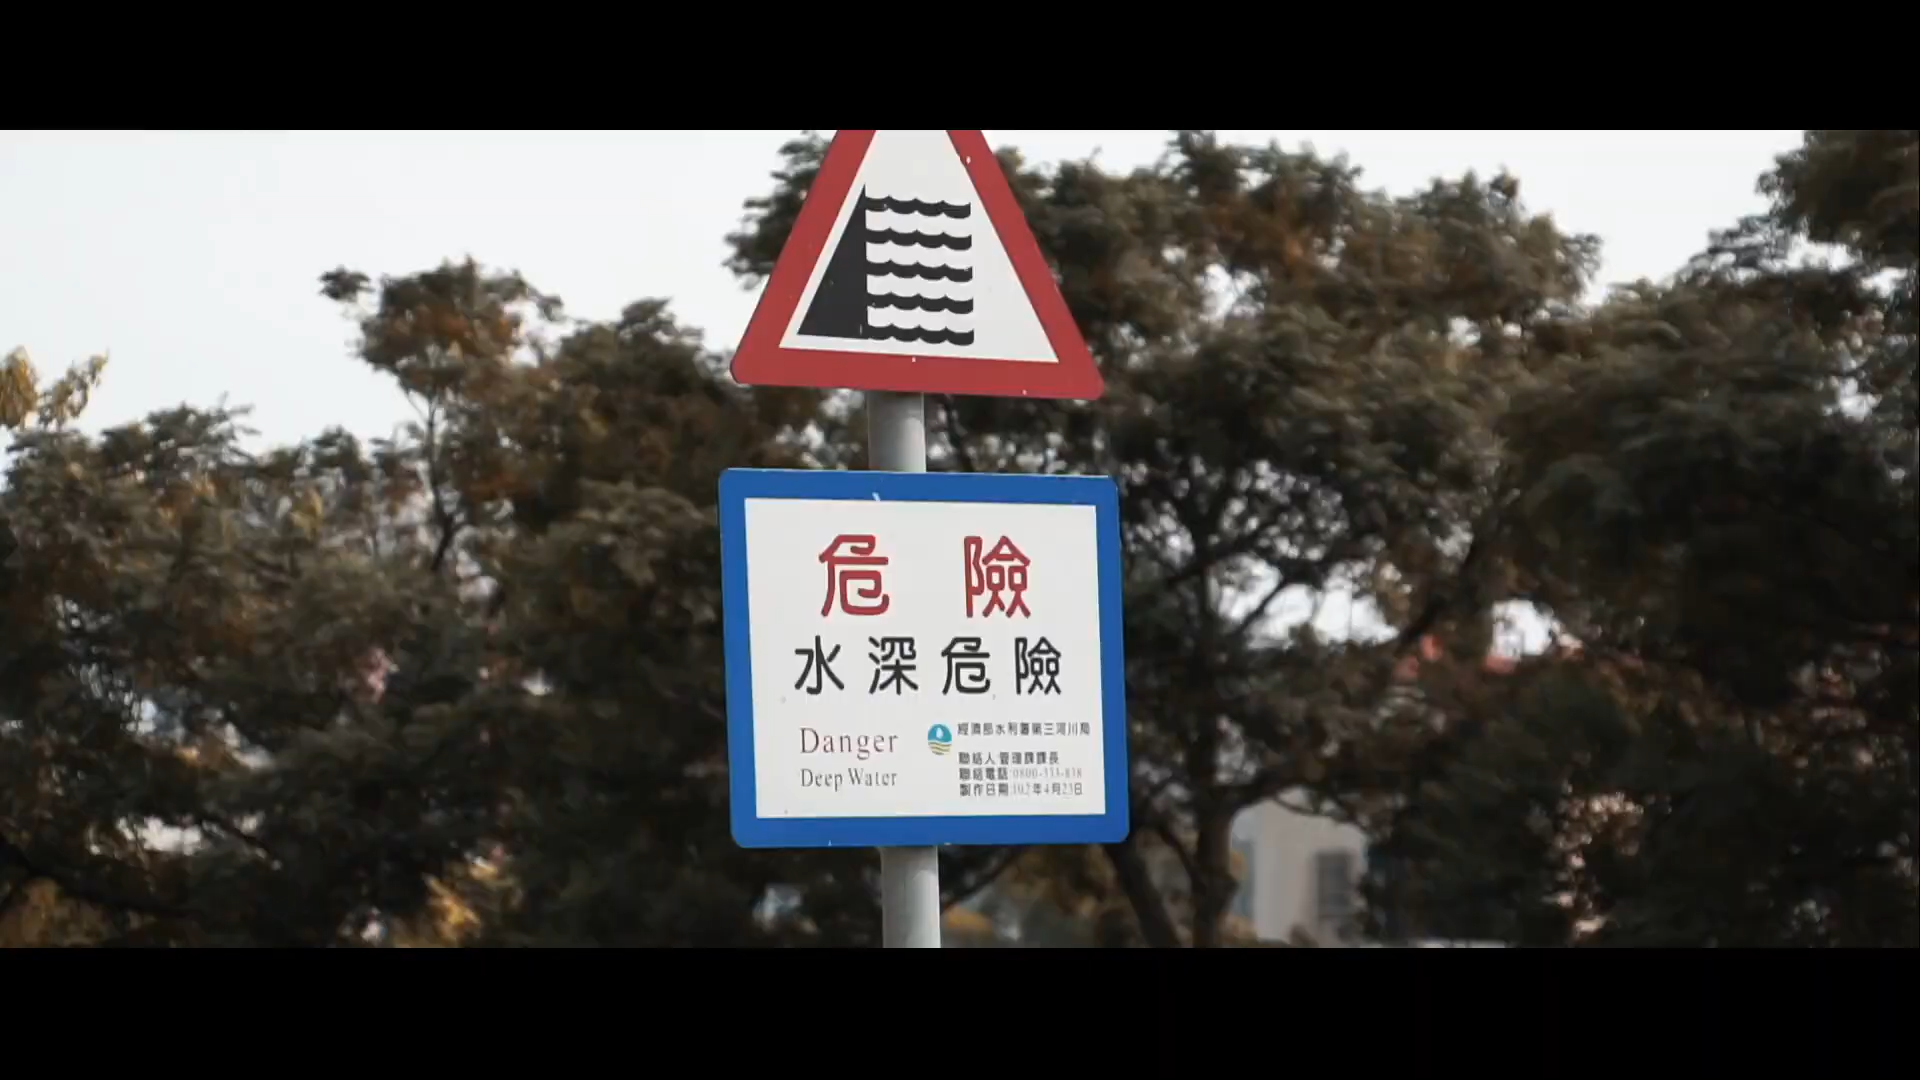 危險
水深危險
Danger
Deep Water
經濟部水利署第三河川局
聯絡人:管理課課長
聯絡電話:0800-333-838
製作日期:102年4月23日